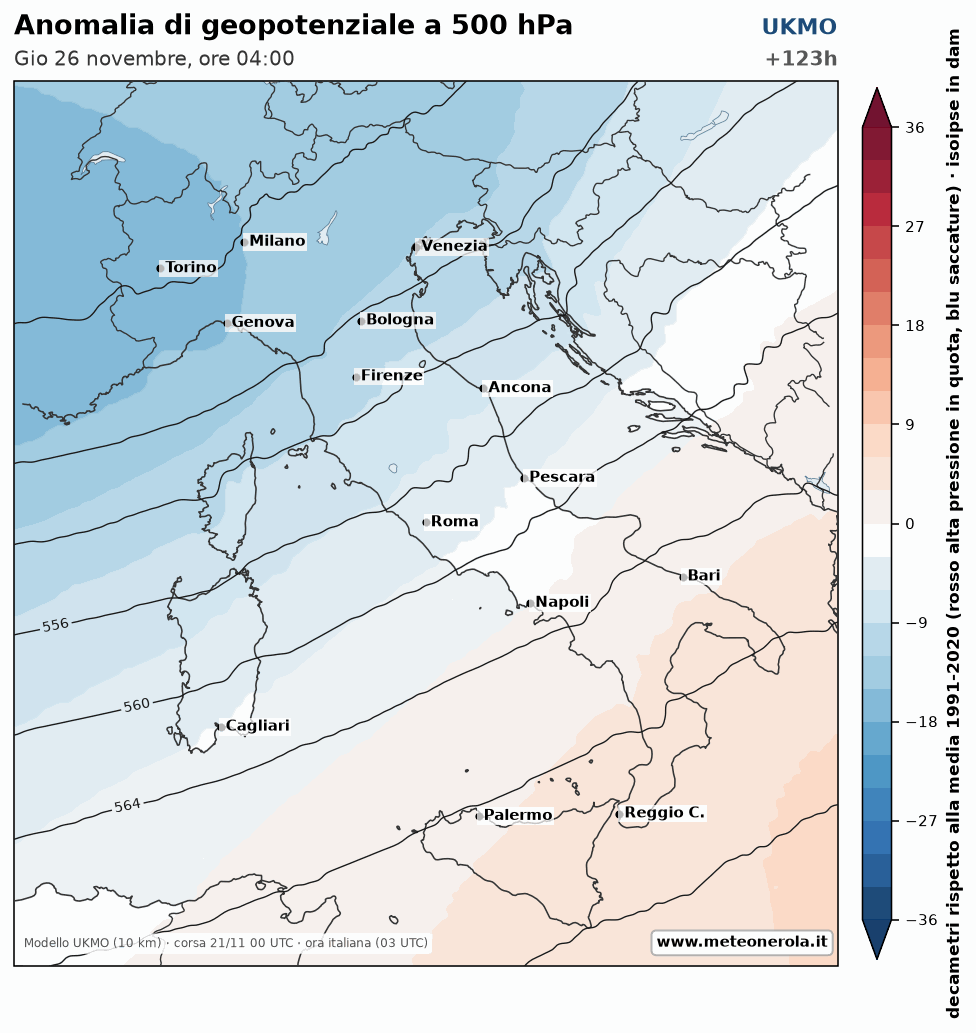 Anomalia di geopotenziale a 500 hPa
UKMO
Gio 26 novembre, ore 04:00
+123h
Milano
Venezia
Torino
Genova
Bologna
Firenze
Ancona
Pescara
Roma
Bari
Napoli
556
560
Cagliari
564
Palermo
Reggio C.
Modello UKMO (10 km) · corsa 21/11 00 UTC · ora italiana (03 UTC)
www.meteonerola.it
36
27
18
9
0
−9
−18
−27
−36
decametri rispetto alla media 1991-2020 (rosso alta pressione in quota, blu saccature) · isoipse in dam